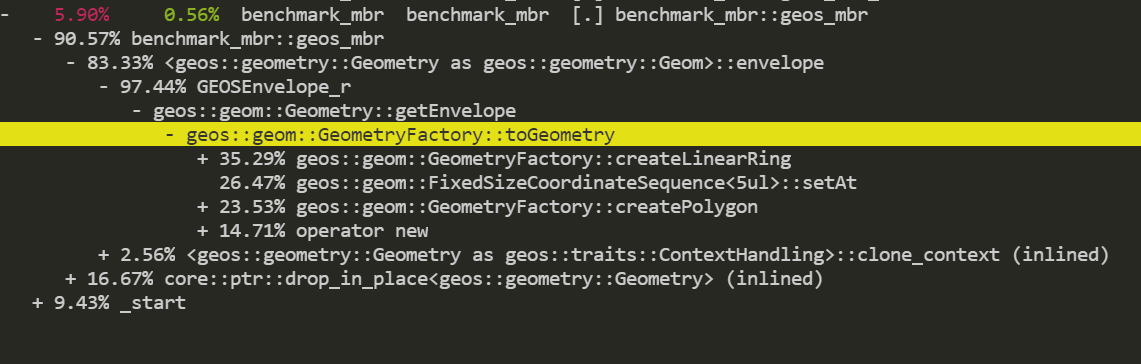 -    5.90%     0.56%  benchmark_mbr  benchmark_mbr  [.] benchmark_mbr::geos_mbr
- 90.57% benchmark_mbr::geos_mbr
- 83.33% <geos::geometry::Geometry as geos::geometry::Geom>::envelope
- 97.44% GEOSEnvelope_r
- geos::geom::Geometry::getEnvelope
- geos::geom::GeometryFactory::toGeometry
+ 35.29% geos::geom::GeometryFactory::createLinearRing
26.47% geos::geom::FixedSizeCoordinateSequence<5ul>::setAt
+ 23.53% geos::geom::GeometryFactory::createPolygon
+ 14.71% operator new
+ 2.56% <geos::geometry::Geometry as geos::traits::ContextHandling>::clone_context (inlined)
+ 16.67% core::ptr::drop_in_place<geos::geometry::Geometry> (inlined)
+ 9.43% _start